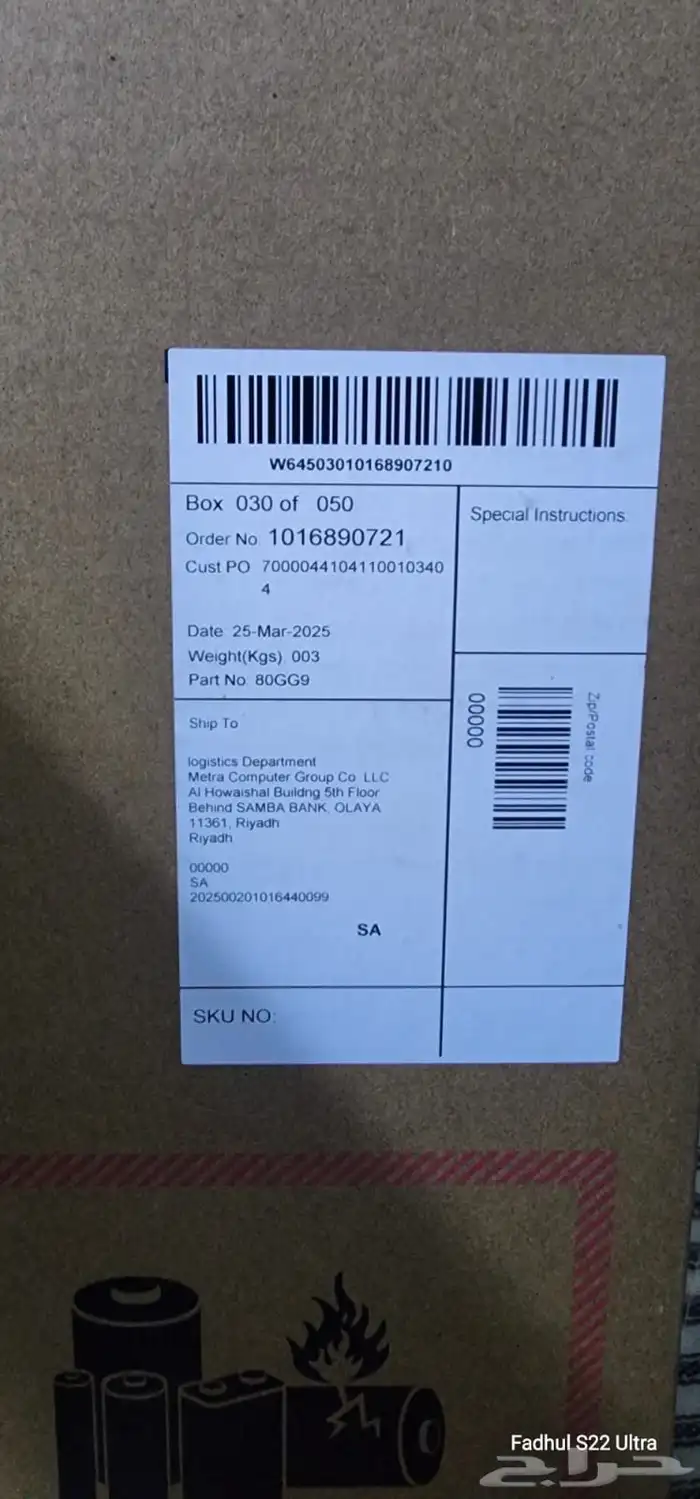 W64503010168907210
Box 030 of 050
Order No. 1016890721
Cust PO 7000044104110010340
4
Date 25-Mar-2025
Weight(Kgs) 003
Part No 80GG9
Special Instructions
Ship To
logistics Department
Metra Computer Group Co LLC
Al Howaishal Buildng 5th Floor
Behind SAMBA BANK, OLAYA
11361, Riyadh
Riyadh
00000
SA
202500201016440099
SA
Zip/Postal code
00000
SKU NO:
Fadhul S22 Ultra
حراج